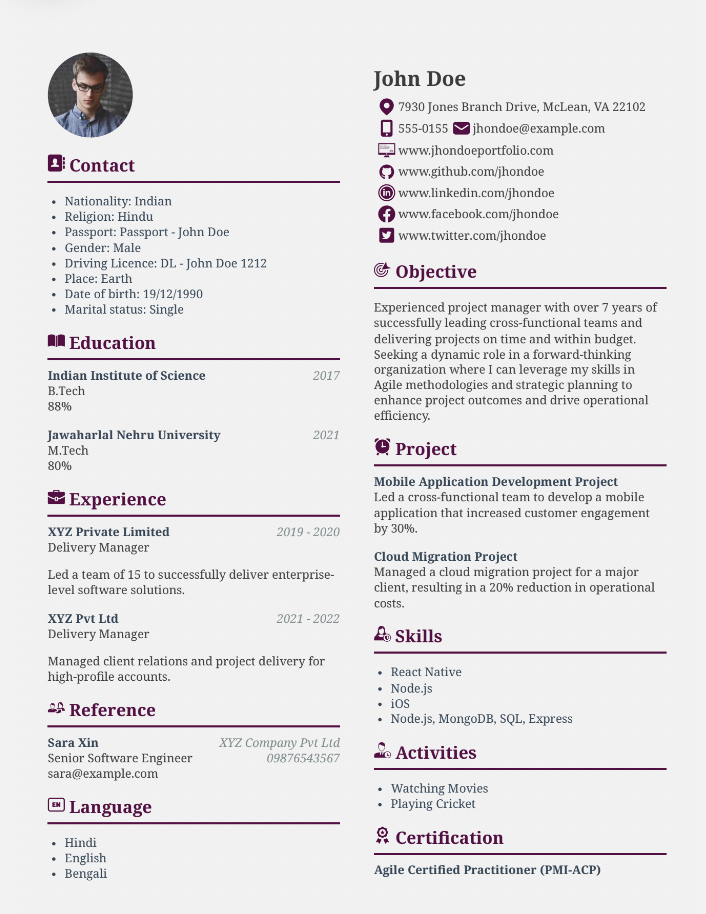 Contact
Nationality: Indian
Religion: Hindu
Passport: Passport - John Doe
Gender: Male
Driving Licence: DL - John Doe 1212
Place: Earth
Date of birth: 19/12/1990
Marital status: Single
Education
Indian Institute of Science 2017
B.Tech
88%
Jawaharlal Nehru University 2021
M.Tech
80%
Experience
XYZ Private Limited 2019 - 2020
Delivery Manager
Led a team of 15 to successfully deliver enterprise-
level software solutions.
XYZ Pvt Ltd 2021 - 2022
Delivery Manager
Managed client relations and project delivery for
high-profile accounts.
Reference
Sara Xin XYZ Company Pvt Ltd
Senior Software Engineer 09876543567
sara@example.com
EN Language
Hindi
English
Bengali
John Doe
7930 Jones Branch Drive, McLean, VA 22102
555-0155 jhondoe@example.com
www.jhondoeportfolio.com
www.github.com/jhondoe
in www.linkedin.com/jhondoe
www.facebook.com/jhondoe
www.twitter.com/jhondoe
Objective
Experienced project manager with over 7 years of
successfully leading cross-functional teams and
delivering projects on time and within budget.
Seeking a dynamic role in a forward-thinking
organization where I can leverage my skills in
Agile methodologies and strategic planning to
enhance project outcomes and drive operational
efficiency.
Project
Mobile Application Development Project
Led a cross-functional team to develop a mobile
application that increased customer engagement
by 30%.
Cloud Migration Project
Managed a cloud migration project for a major
client, resulting in a 20% reduction in operational
costs.
Skills
React Native
Node.js
iOS
Node.js, MongoDB, SQL, Express
Activities
Watching Movies
Playing Cricket
Certification
Agile Certified Practitioner (PMI-ACP)